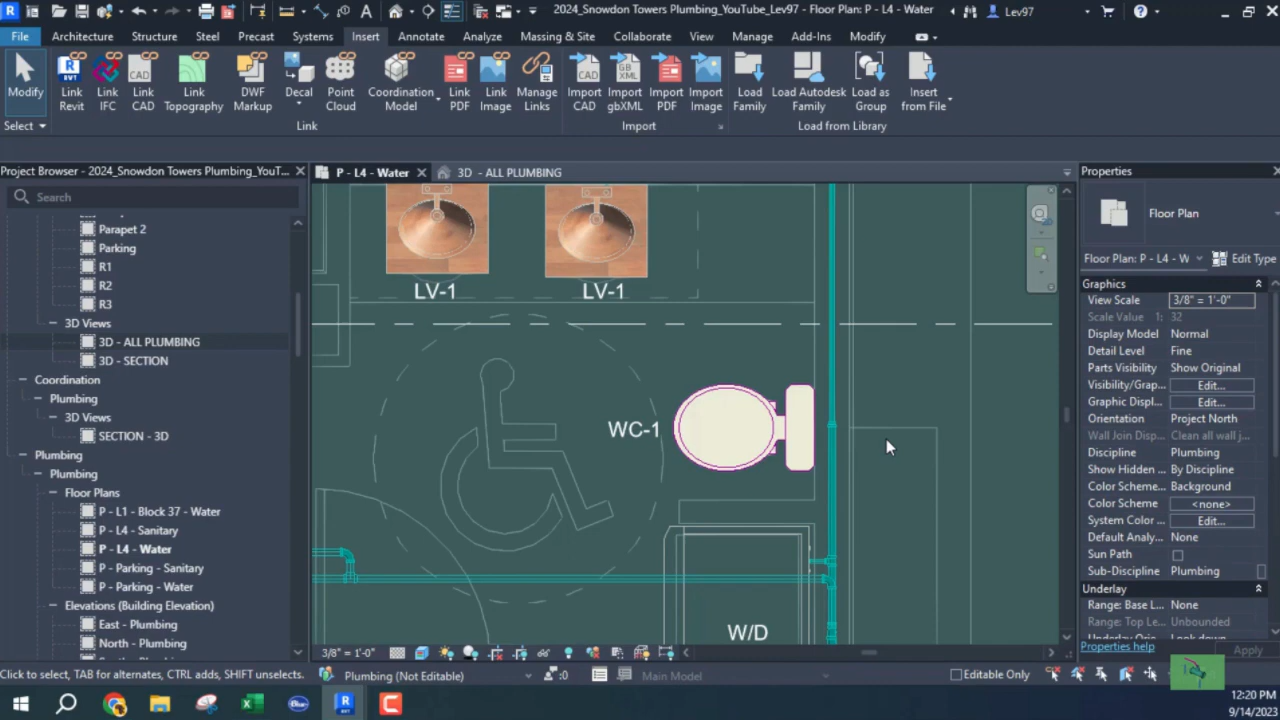 2024_Snowdon Towers Plumbing_YouTube_Lev97 - Floor Plan: P - L4 - Water
Lev97
File Architecture Structure Steel Precast Systems Insert Annotate Analyze Massing & Site Collaborate View Manage Add-Ins Modify
Modify
Link Revit
Link IFC
Link CAD
Link Topography
DWF Markup
Decal
Point Cloud
Coordination Model
Link PDF
Link Image
Manage Links
Import CAD
Import gbXML
Import PDF
Import Image
Load Family
Load Autodesk Family
Load as Group
Insert from File
Select
Link
Import
Load from Library
Project Browser - 2024_Snowdon Towers Plumbing_YouT...
Search
Parapet 2
Parking
R1
R2
R3
3D Views
3D - ALL PLUMBING
3D - SECTION
Coordination
Plumbing
3D Views
SECTION - 3D
Plumbing
Plumbing
Floor Plans
P - L1 - Block 37 - Water
P - L4 - Sanitary
P - L4 - Water
P - Parking - Sanitary
P - Parking - Water
Elevations (Building Elevation)
East - Plumbing
North - Plumbing
P - L4 - Water
3D - ALL PLUMBING
LV-1
LV-1
WC-1
W/D
3/8" = 1'-0"
Properties
Floor Plan
Floor Plan: P - L4 - W
Edit Type
Graphics
View Scale 3/8" = 1'-0"
Scale Value 1: 32
Display Model Normal
Detail Level Fine
Parts Visibility Show Original
Visibility/Grap... Edit...
Graphic Displ... Edit...
Orientation Project North
Wall Join Disp... Clean all wall j...
Discipline Plumbing
Show Hidden ... By Discipline
Color Scheme... Background
Color Scheme <none>
System Color ... Edit...
Default Analy... None
Sun Path
Sub-Discipline Plumbing
Underlay
Range: Base L... None
Range: Top Le... Unbounded
Properties help
Apply
Click to select, TAB for alternates, CTRL adds, SHIFT unselects.
Plumbing (Not Editable)
:0
Main Model
Editable Only
12:20 PM
9/14/2023